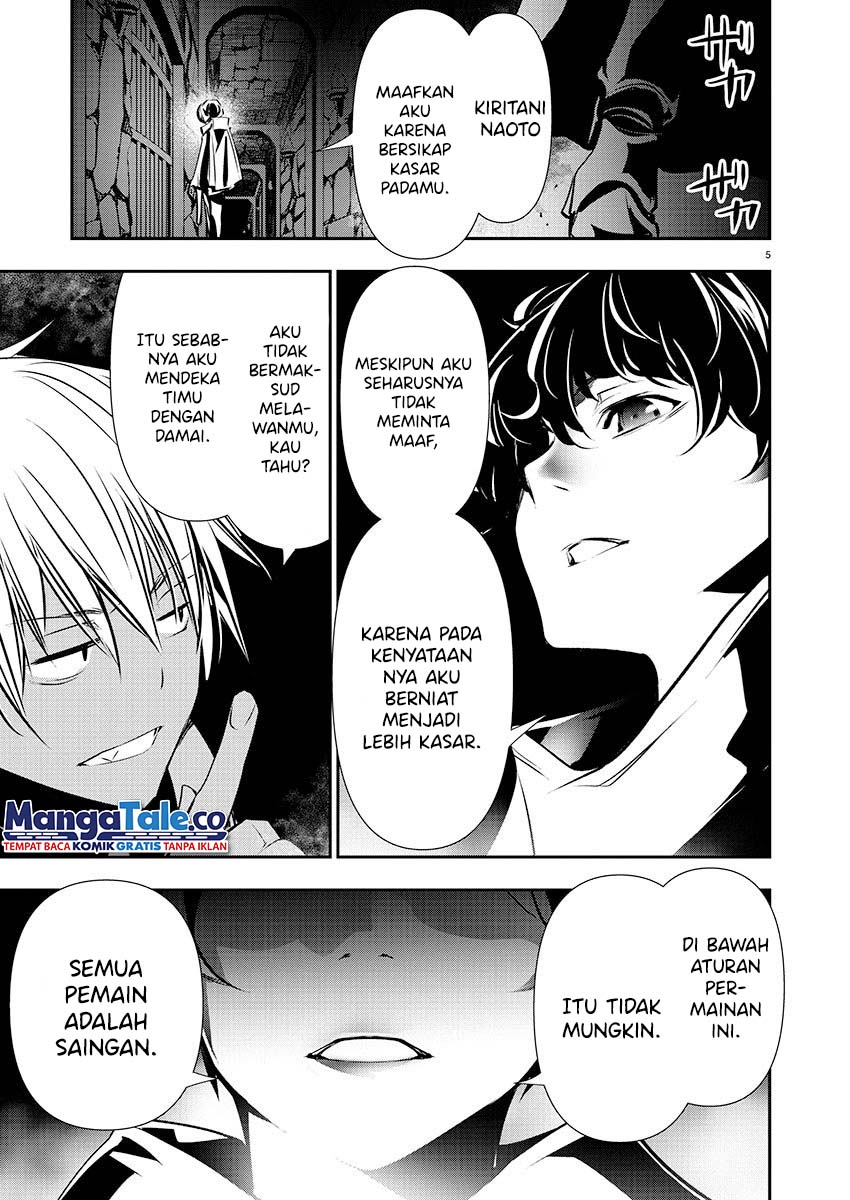 ザッ
ザッ
KIRITANI
NAOTO
MAAFKAN
AKU
KARENA
BERSIKAP
KASAR
PADAMU.
5
MESKIPUN AKU
SEHARUSNYA
TIDAK
MEMINTA
MAAF,
KARENA PADA
KENYATAAN
NYA AKU
BERNIAT
MENJADI
LEBIH KASAR.
AKU
TIDAK
BERMAK-
SUD
MELA-
WANMU,
KAU
TAHU?
ITU SEBAB-
NYA AKU
MENDEKA
TIMU
DENGAN
DAMAI.
MangaTale.co
TEMPAT BACA KOMIK GRATIS TANPA IKLAN
DI BAWAH
ATURAN
PER-
MAINAN
INI.
ITU TIDAK
MUNGKIN.
SEMUA
PEMAIN
ADALAH
SAINGAN.